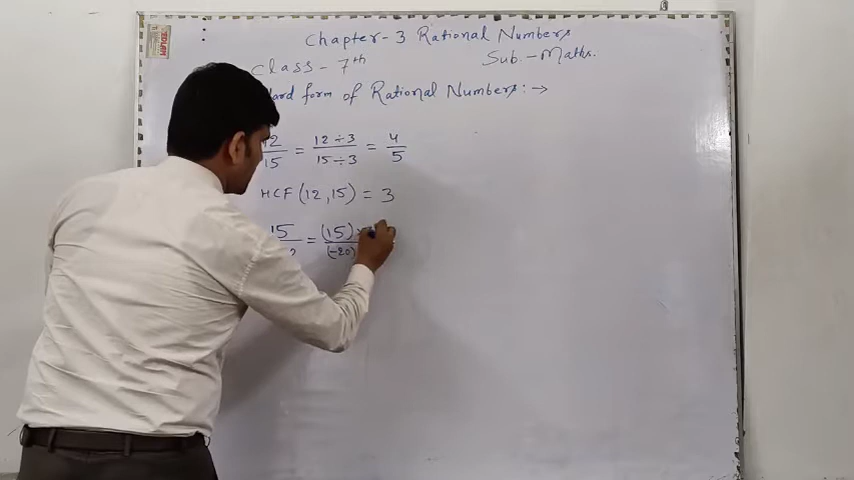 Chapter-3 Rational Numbers
Class-7th Sub.-Maths.
form of Rational Numbers:→
12/15 = 12÷3/15÷3 = 4/5
HCF (12,15) = 3
15 = (15)/(-20)